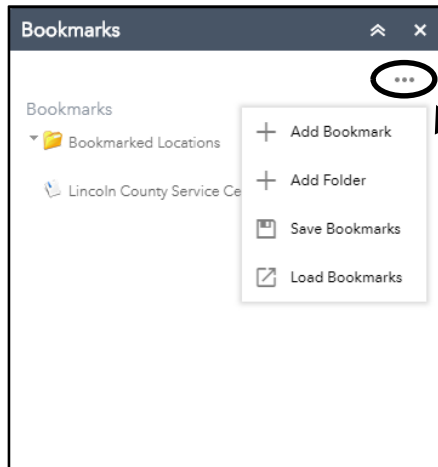 Bookmarks
Bookmarks
Bookmarked Locations
Lincoln County Service Ce
Add Bookmark
Add Folder
Save Bookmarks
Load Bookmarks